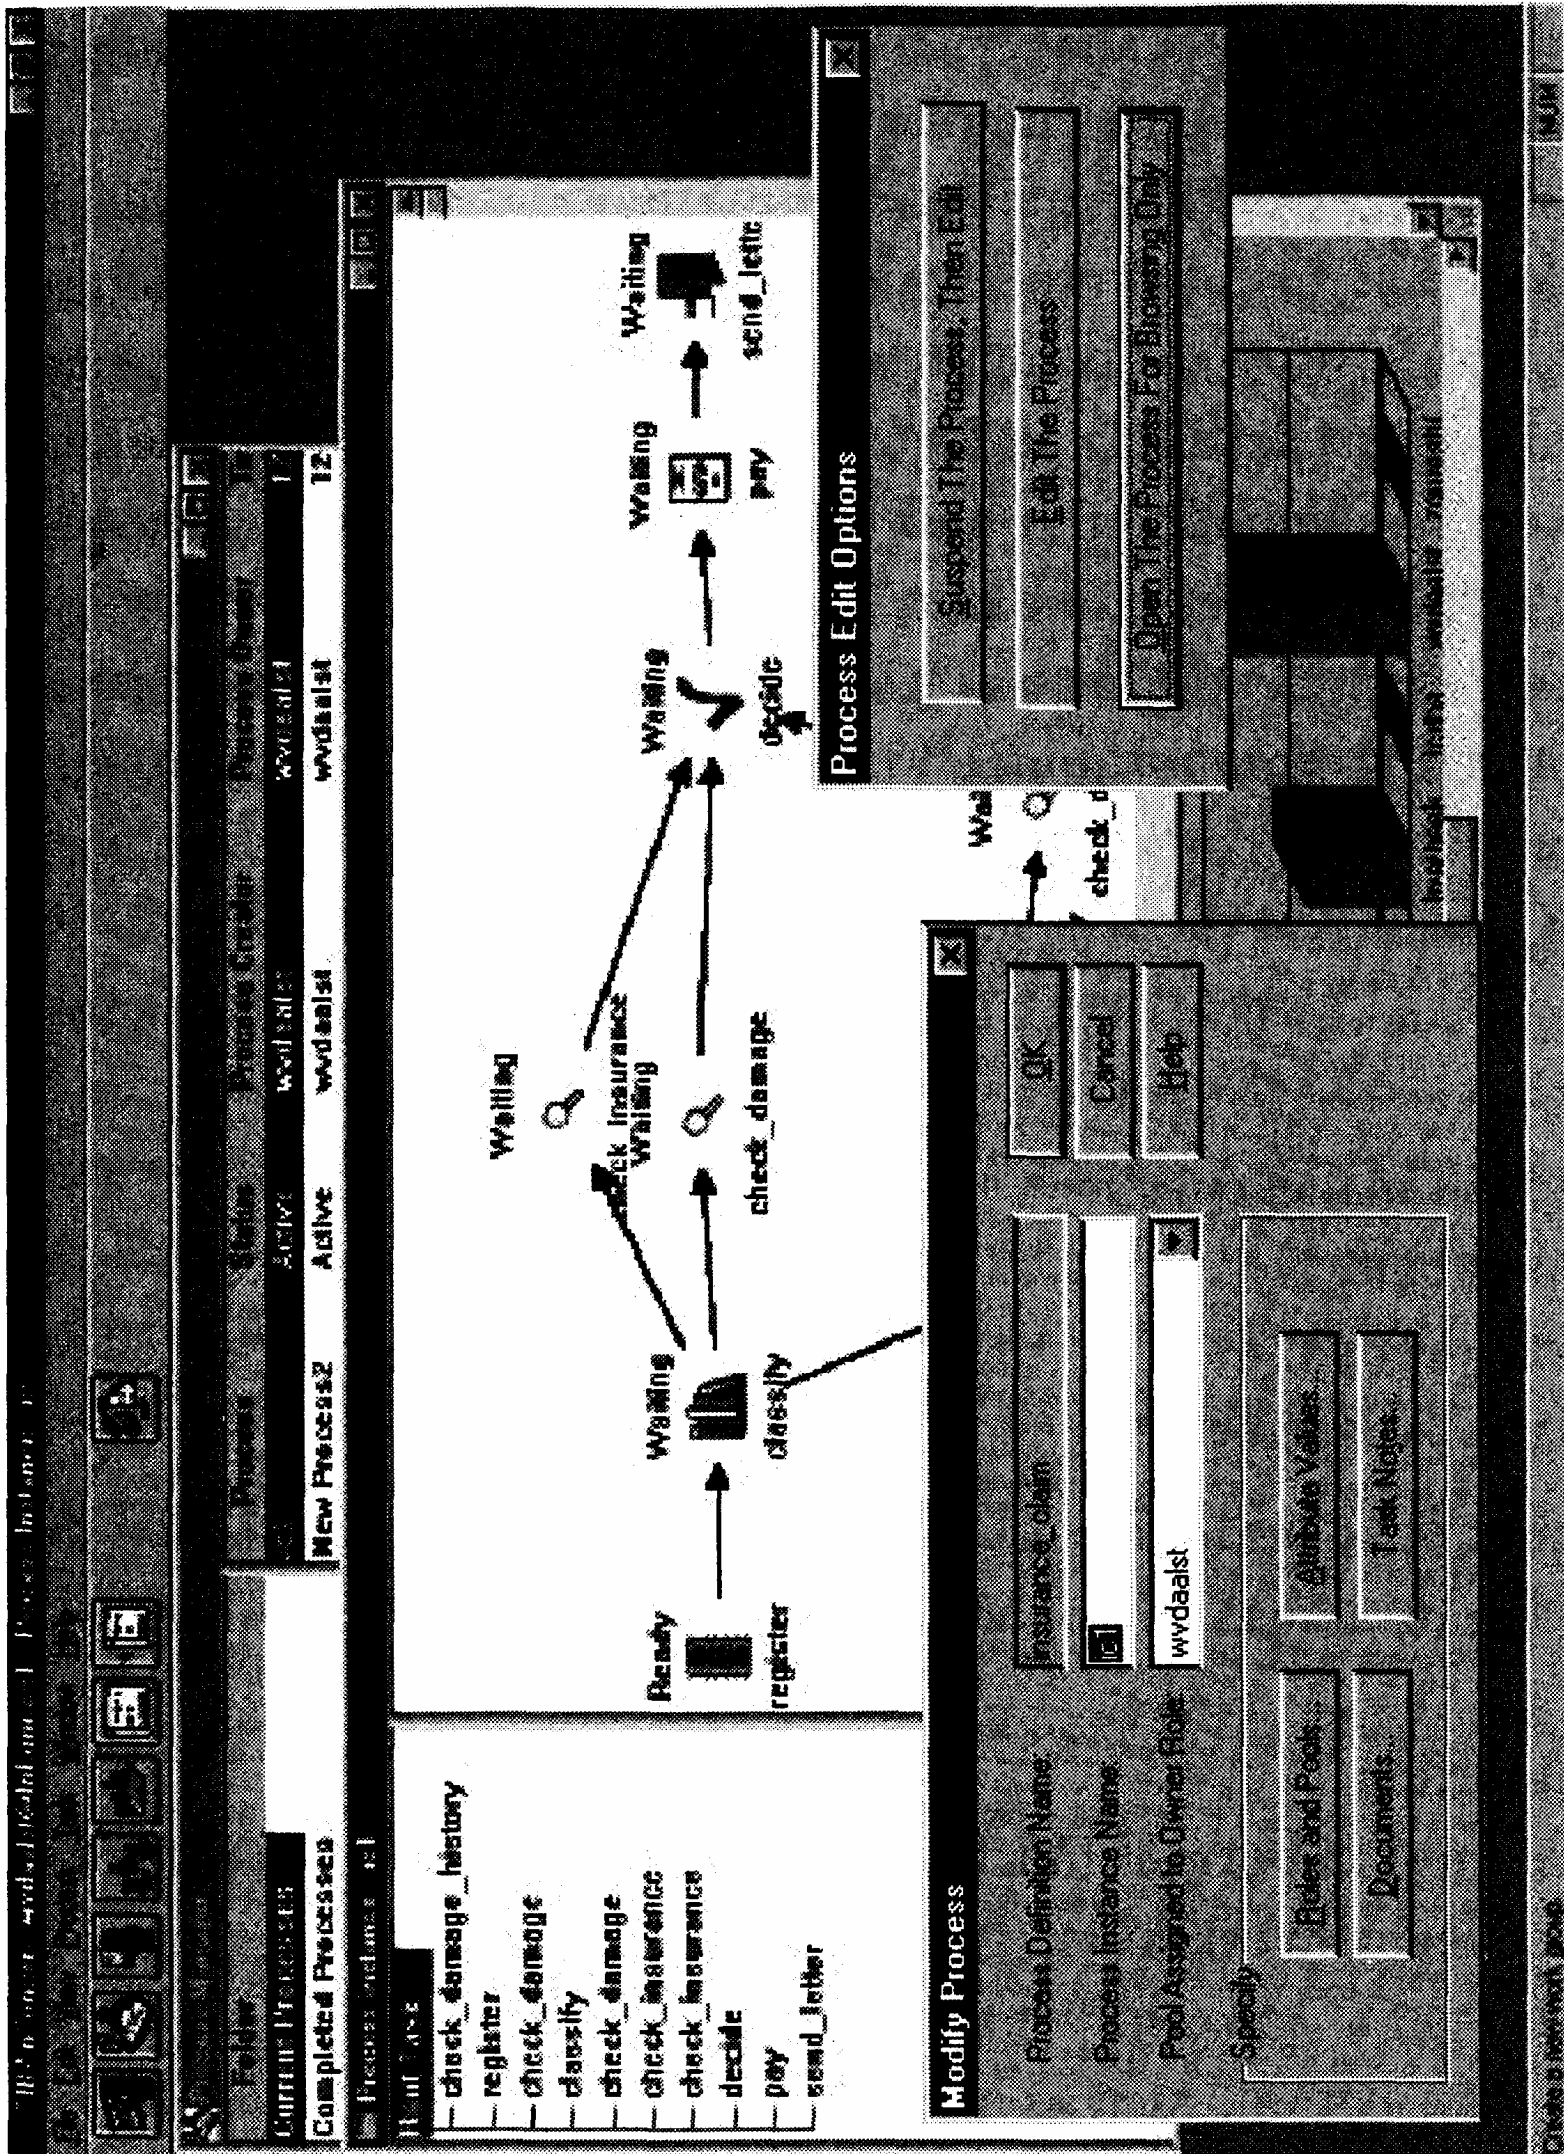 Folder
Process
Status
Process Creator
Process Owner
Current Processes
Active
wvdaalst
wvdaalst
Completed Processes
New Process2
Active
wvdaalst
wvdaalst
12
check_damage_history
register
check_damage
classify
check_damage
check_insurance
check_insurance
decide
pay
send_letter
Ready
register
Waiting
classify
Waiting
check_insurance
Waiting
check_damage
Waiting
decide
Waiting
pay
Waiting
send_lette
Wai
check_d
Modify Process
Process Definition Name:
insurance_claim
OK
Process Instance Name:
Cancel
Pool Assigned to Owner Role:
wvdaalst
Help
Specify
Roles and Pools...
Attribute Values...
Documents...
Task Notes...
Process Edit Options
Suspend The Process, Then Edit
Edit The Process
Open The Process For Browsing Only